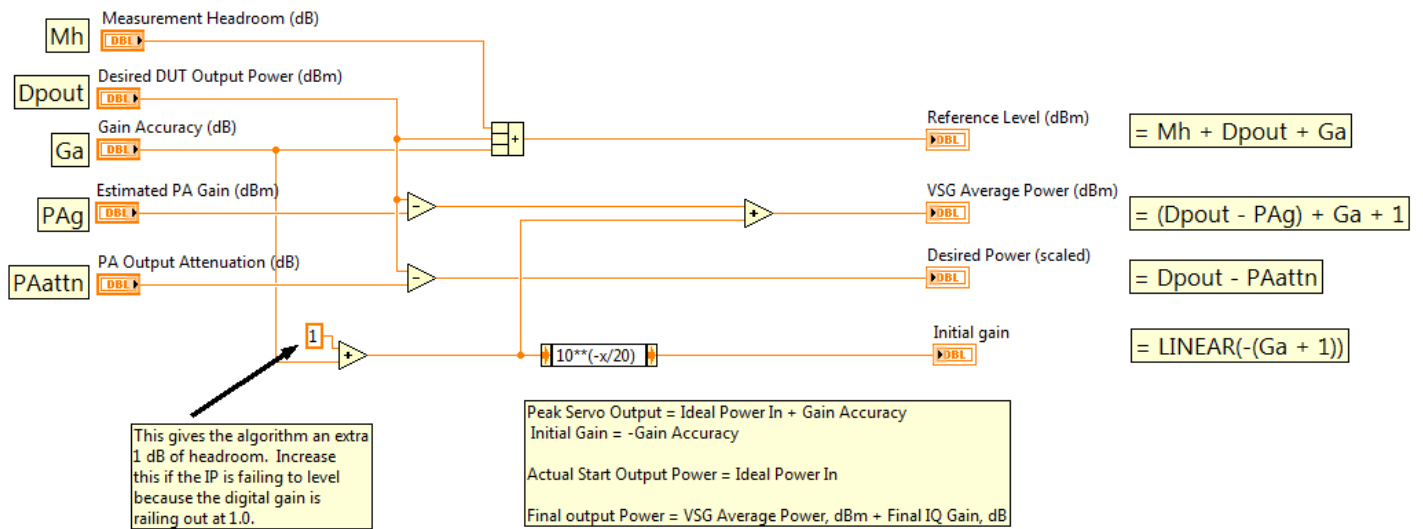 Mh
Measurement Headroom (dB)
DBL
Dpout
Desired DUT Output Power (dBm)
DBL
Ga
Gain Accuracy (dB)
DBL
PAg
Estimated PA Gain (dBm)
DBL
PAattn
PA Output Attenuation (dB)
DBL
+
Reference Level (dBm)
DBL
= Mh + Dpout + Ga
-
+
VSG Average Power (dBm)
DBL
= (Dpout - PAg) + Ga + 1
-
Desired Power (scaled)
DBL
= Dpout - PAattn
1
+
10**(-x/20)
Initial gain
DBL
= LINEAR(-(Ga + 1))
This gives the algorithm an extra
1 dB of headroom.  Increase
this if the IP is failing to level
because the digital gain is
railing out at 1.0.
Peak Servo Output = Ideal Power In + Gain Accuracy
Initial Gain = -Gain Accuracy
Actual Start Output Power = Ideal Power In
Final output Power = VSG Average Power, dBm + Final IQ Gain, dB